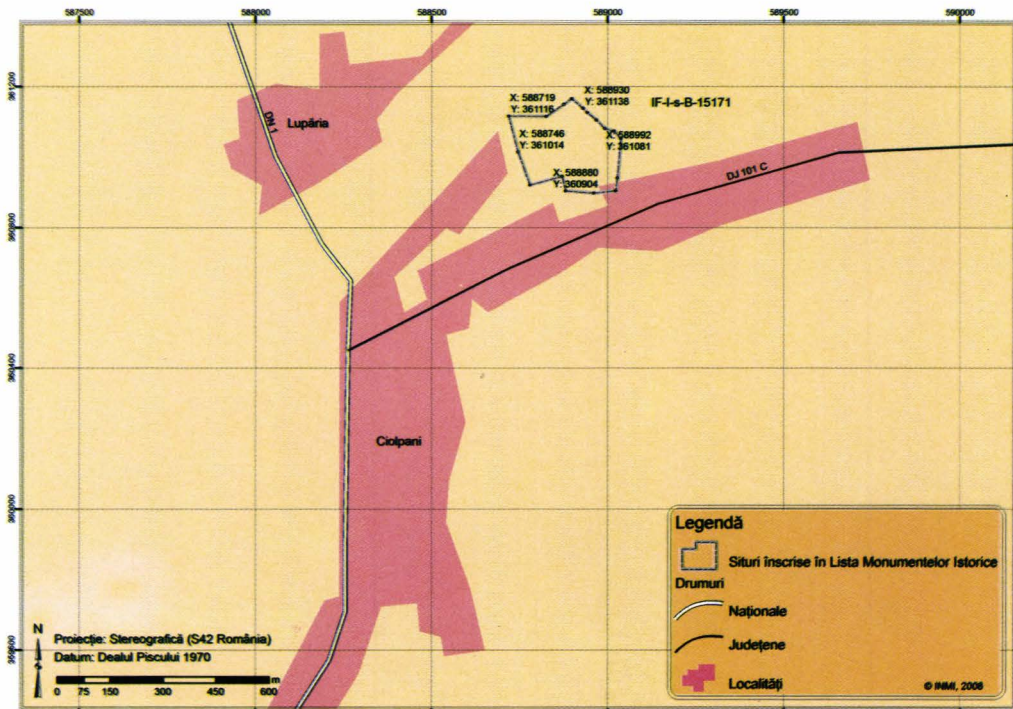 587500
588000
588500
589000
589500
590000
361200
360800
360400
360000
359600
DN 1
Lupăria
X: 588719
Y: 361116
X: 588930
Y: 361138
IF-I-s-B-15171
X: 588746
Y: 361014
X: 588992
Y: 361081
X: 588880
Y: 360904
DJ 101 C
Ciolpani
Legendă
Situri înscrise în Lista Monumentelor Istorice
Drumuri
Naționale
Județene
Localități
© INMI, 2008
N
S
Proiecție: Stereografică (S42 România)
Datum: Dealul Piscului 1970
0 75 150 300 450 600 m